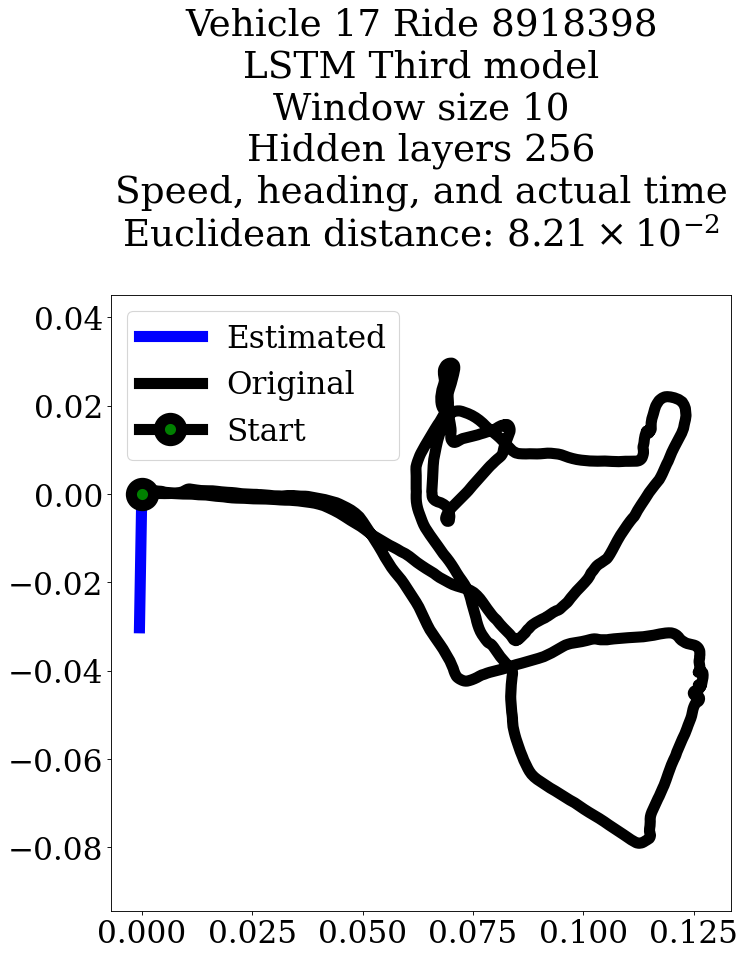 Vehicle 17 Ride 8918398
LSTM Third model
Window size 10
Hidden layers 256
Speed, heading, and actual time
Euclidean distance: 8.21 × 10⁻²
Estimated
Original
Start
0.04
0.02
0.00
−0.02
−0.04
−0.06
−0.08
0.000 0.025 0.050 0.075 0.100 0.125